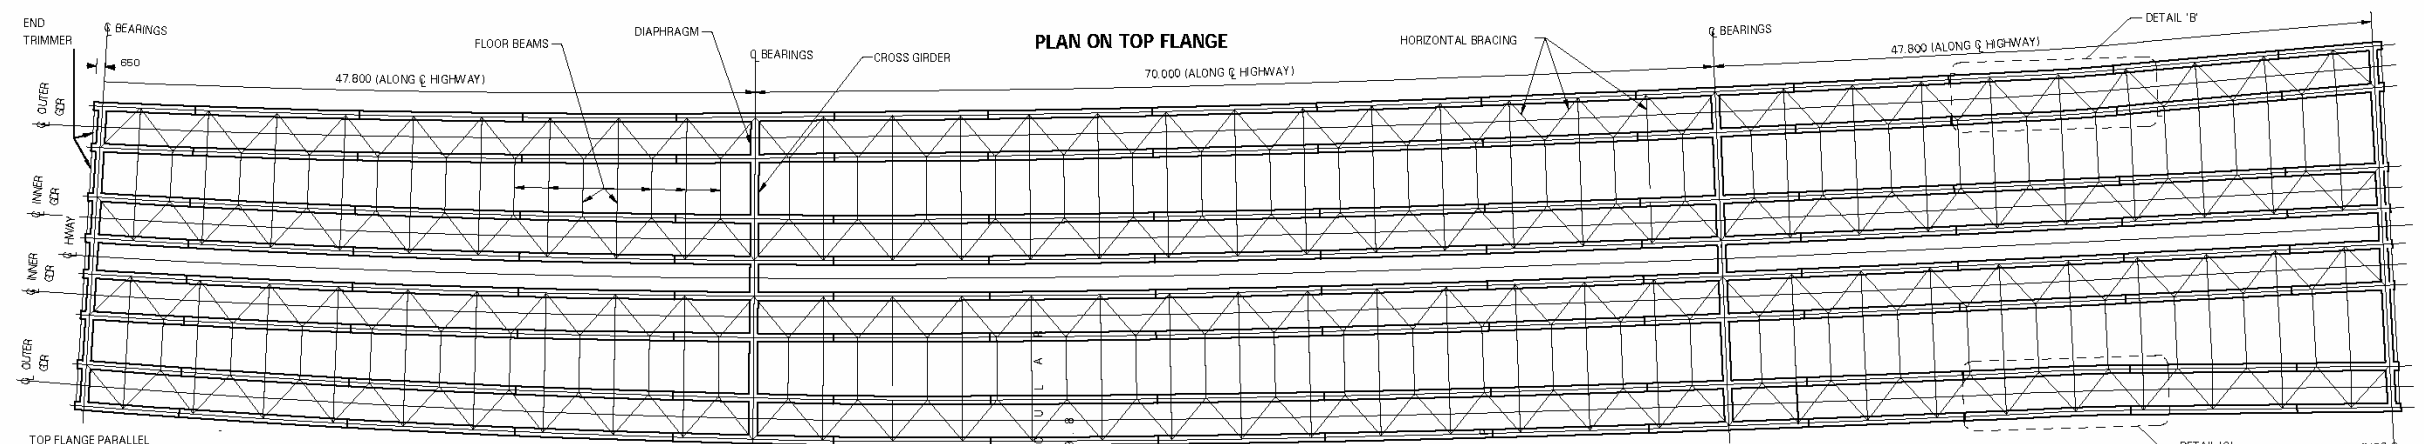 END
TRIMMER
℄ BEARINGS
650
47.800 (ALONG ℄ HIGHWAY)
FLOOR BEAMS
DIAPHRAGM
℄ BEARINGS
CROSS GIRDER
PLAN ON TOP FLANGE
70.000 (ALONG ℄ HIGHWAY)
HORIZONTAL BRACING
℄ BEARINGS
47.800 (ALONG ℄ HIGHWAY)
DETAIL 'B'
℄ OUTER
GDR
℄ INNER
GDR
℄ HWAY
℄ INNER
GDR
℄ OUTER
GDR
U L A R
TOP FLANGE PARALLEL